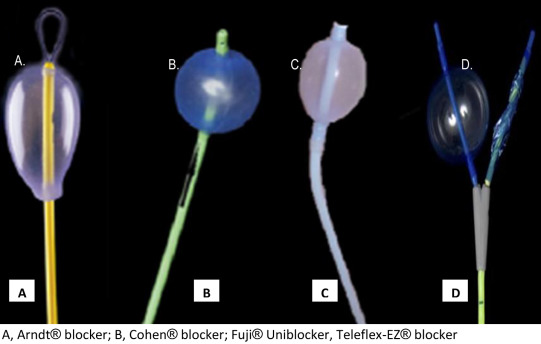 A. B. C. D.
A B C D
A, Arndt® blocker; B, Cohen® blocker; Fuji® Uniblocker, Teleflex-EZ® blocker